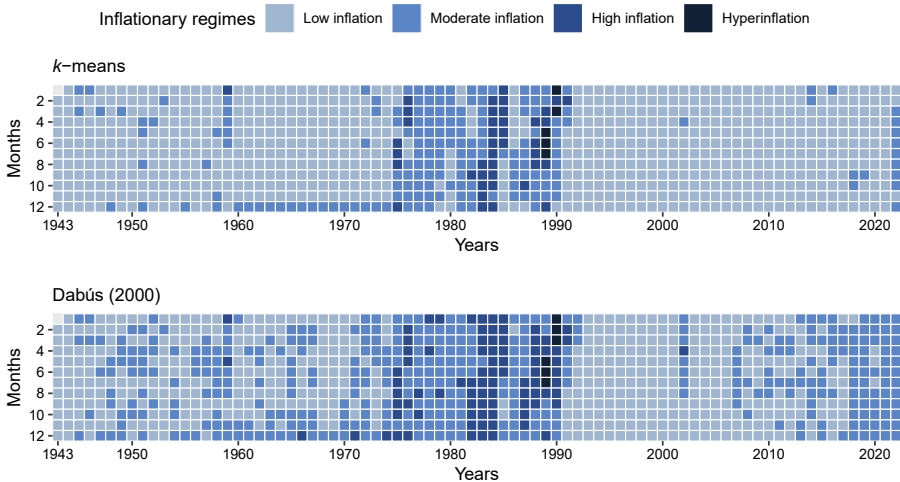 Inflationary regimes Low inflation Moderate inflation High inflation Hyperinflation
k−means
Months
2
4
6
8
10
12
1943 1950 1960 1970 1980 1990 2000 2010 2020
Years
Dabús (2000)
Months
2
4
6
8
10
12
1943 1950 1960 1970 1980 1990 2000 2010 2020
Years